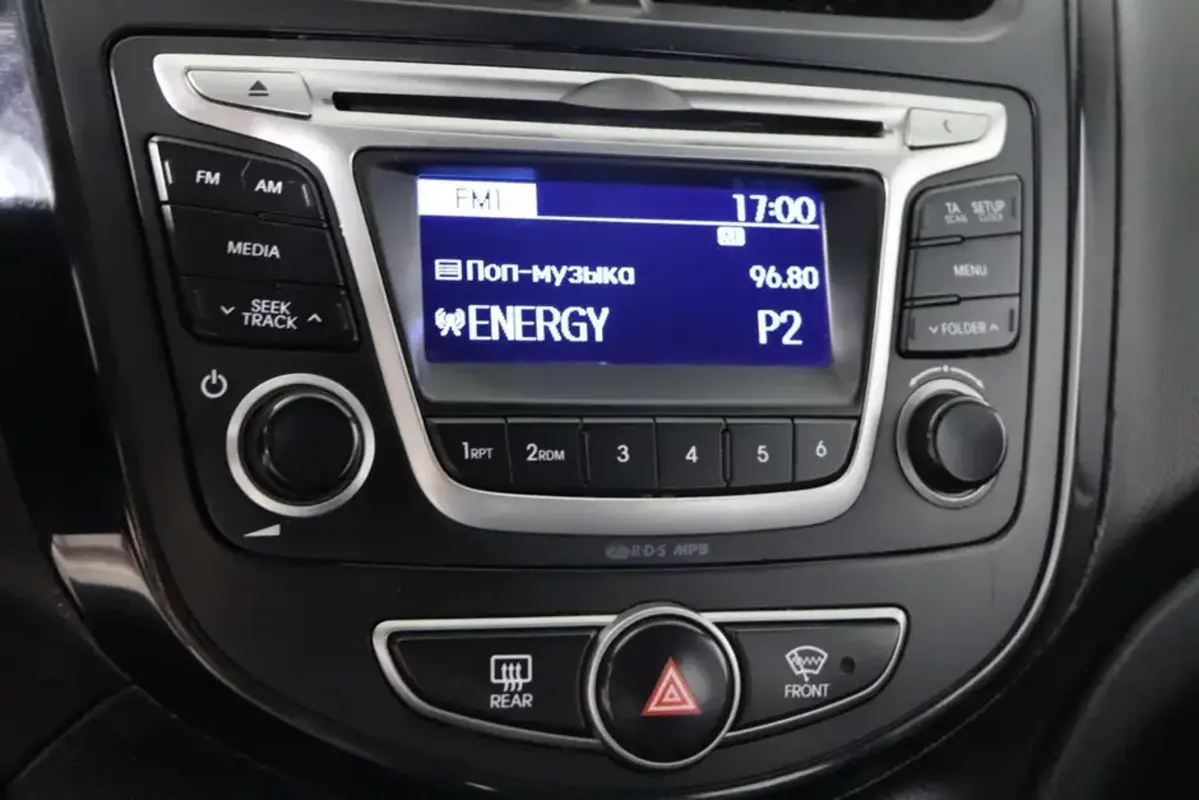 FM AM
MEDIA
SEEK
TRACK
FM1 17:00
Поп-музыка 96.80
ENERGY P2
TA SETUP
SCAN CLOCK
MENU
FOLDER
1RPT 2RDM 3 4 5 6
RDS MP3
REAR
FRONT